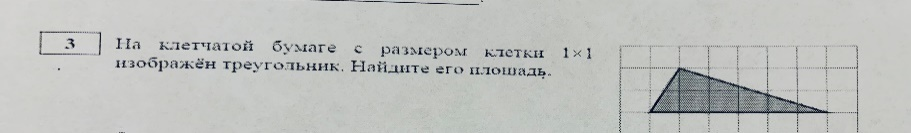 3
На клетчатой бумаге с размером клетки 1×1
изображён треугольник. Найдите его площадь.